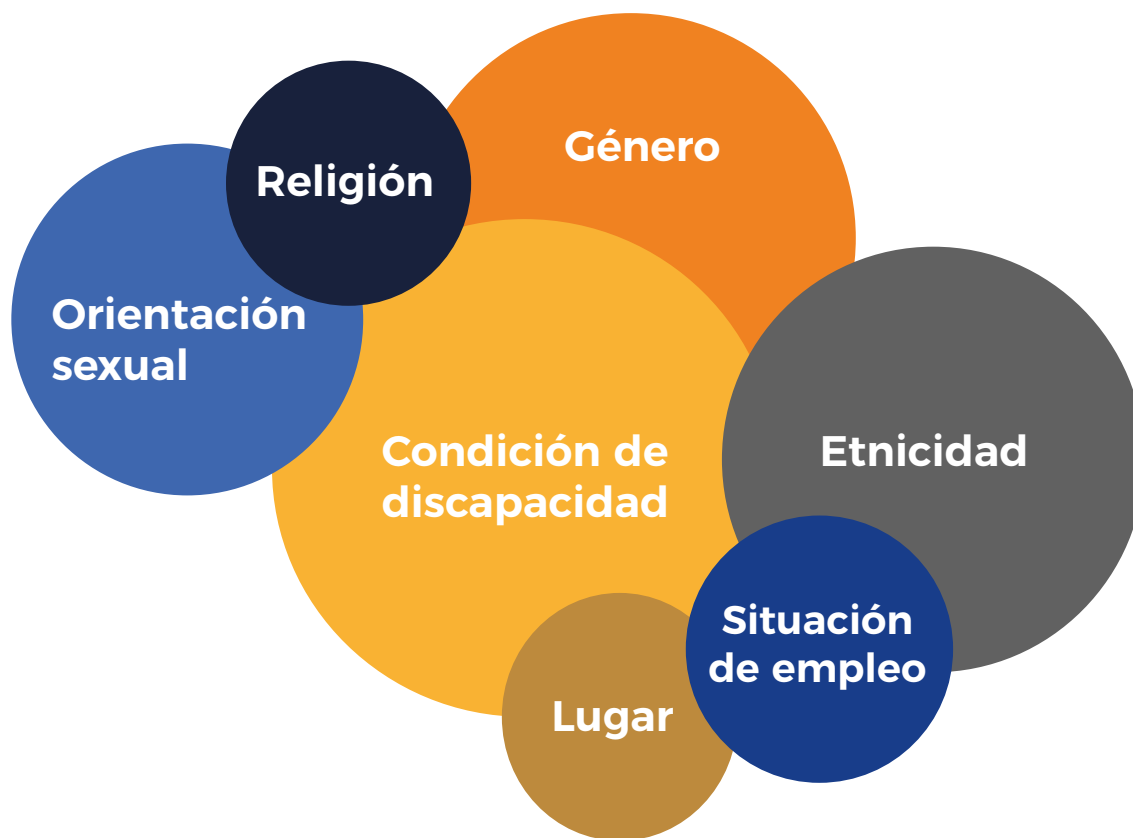 Género
Religión
Orientación
sexual
Condición de
discapacidad
Etnicidad
Situación
de empleo
Lugar